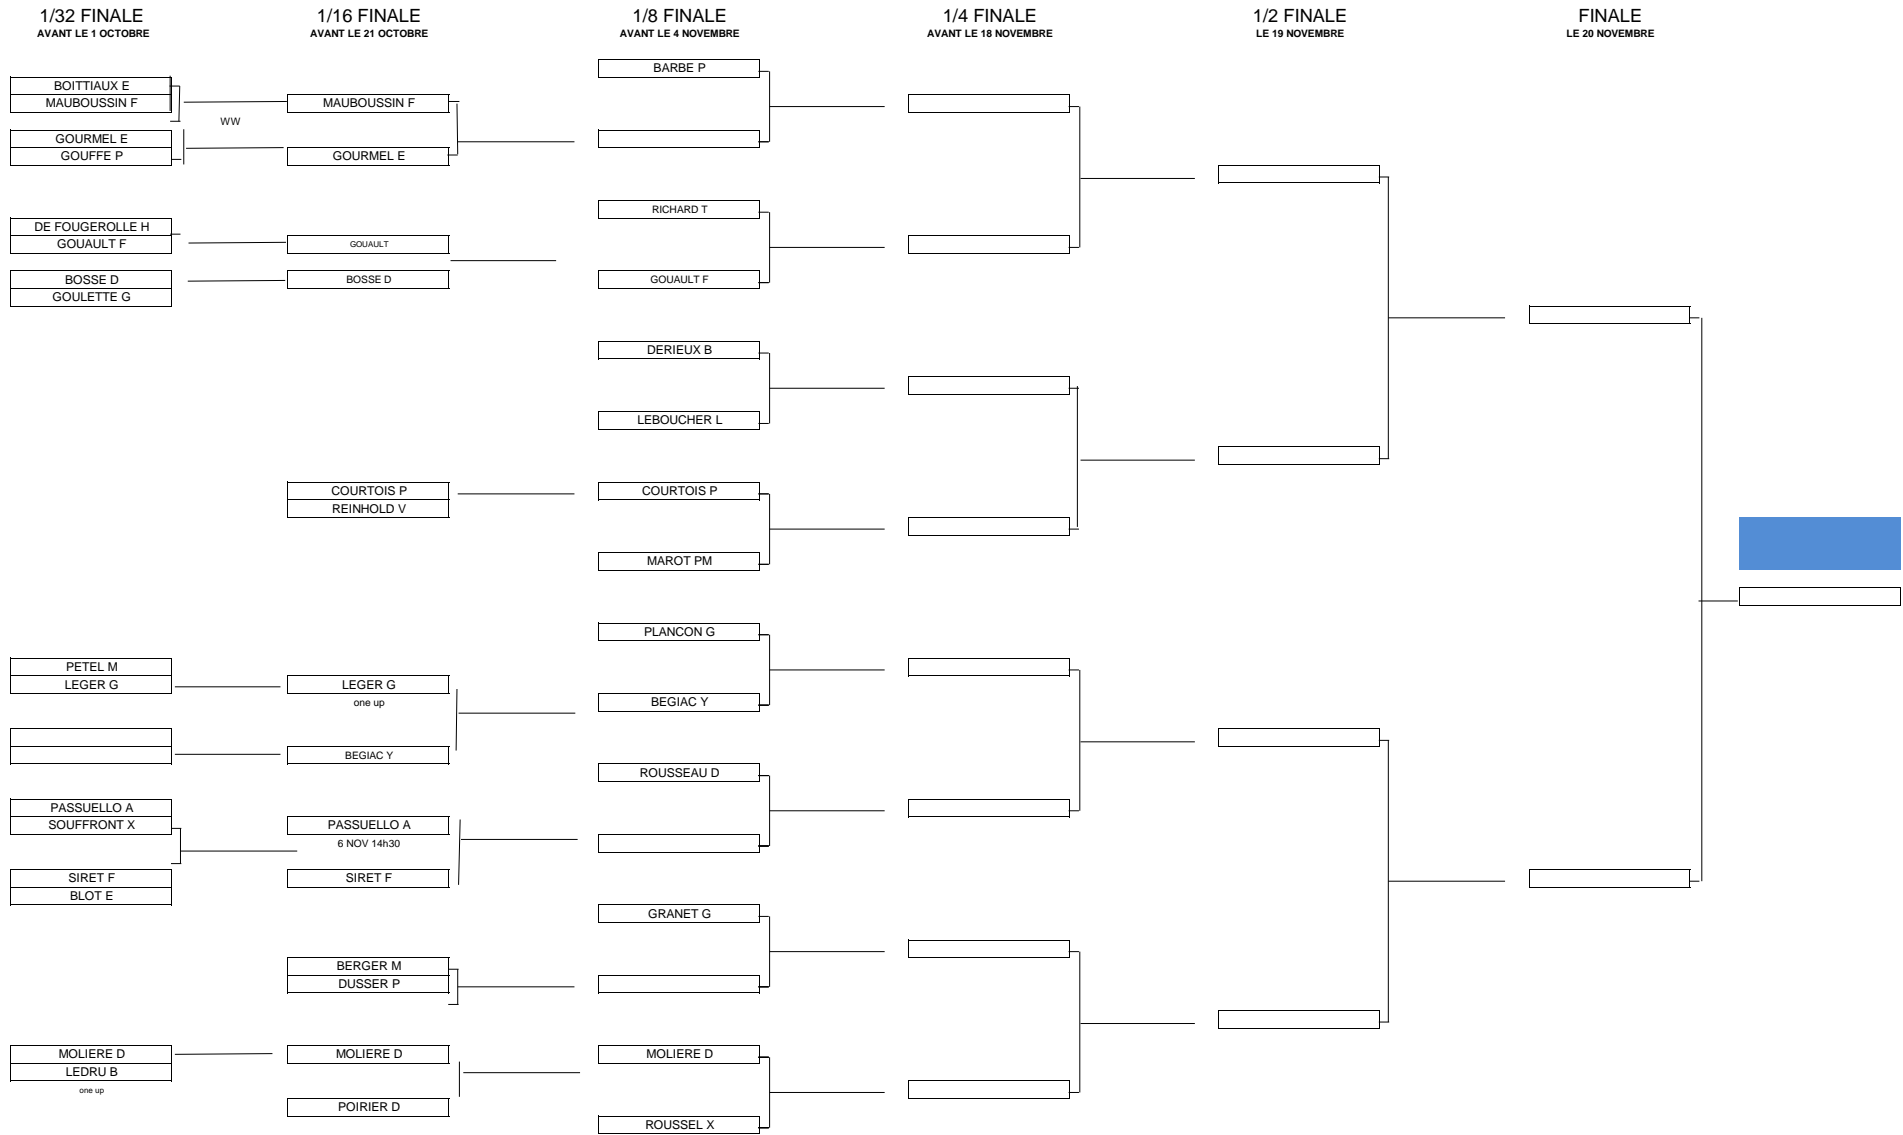 1/32 FINALE
AVANT LE 1 OCTOBRE
1/16 FINALE
AVANT LE 21 OCTOBRE
1/8 FINALE
AVANT LE 4 NOVEMBRE
1/4 FINALE
AVANT LE 18 NOVEMBRE
1/2 FINALE
LE 19 NOVEMBRE
FINALE
LE 20 NOVEMBRE
BOITTIAUX E
MAUBOUSSIN F
WW
GOURMEL E
GOUFFE P
DE FOUGEROLLE H
GOUAULT F
BOSSE D
GOULETTE G
PETEL M
LEGER G
PASSUELLO A
SOUFFRONT X
SIRET F
BLOT E
MOLIERE D
LEDRU B
one up
MAUBOUSSIN F
GOURMEL E
GOUAULT
BOSSE D
COURTOIS P
REINHOLD V
LEGER G
one up
BEGIAC Y
PASSUELLO A
6 NOV 14h30
SIRET F
BERGER M
DUSSER P
MOLIERE D
POIRIER D
BARBE P
RICHARD T
GOUAULT F
DERIEUX B
LEBOUCHER L
COURTOIS P
MAROT PM
PLANCON G
BEGIAC Y
ROUSSEAU D
GRANET G
MOLIERE D
ROUSSEL X